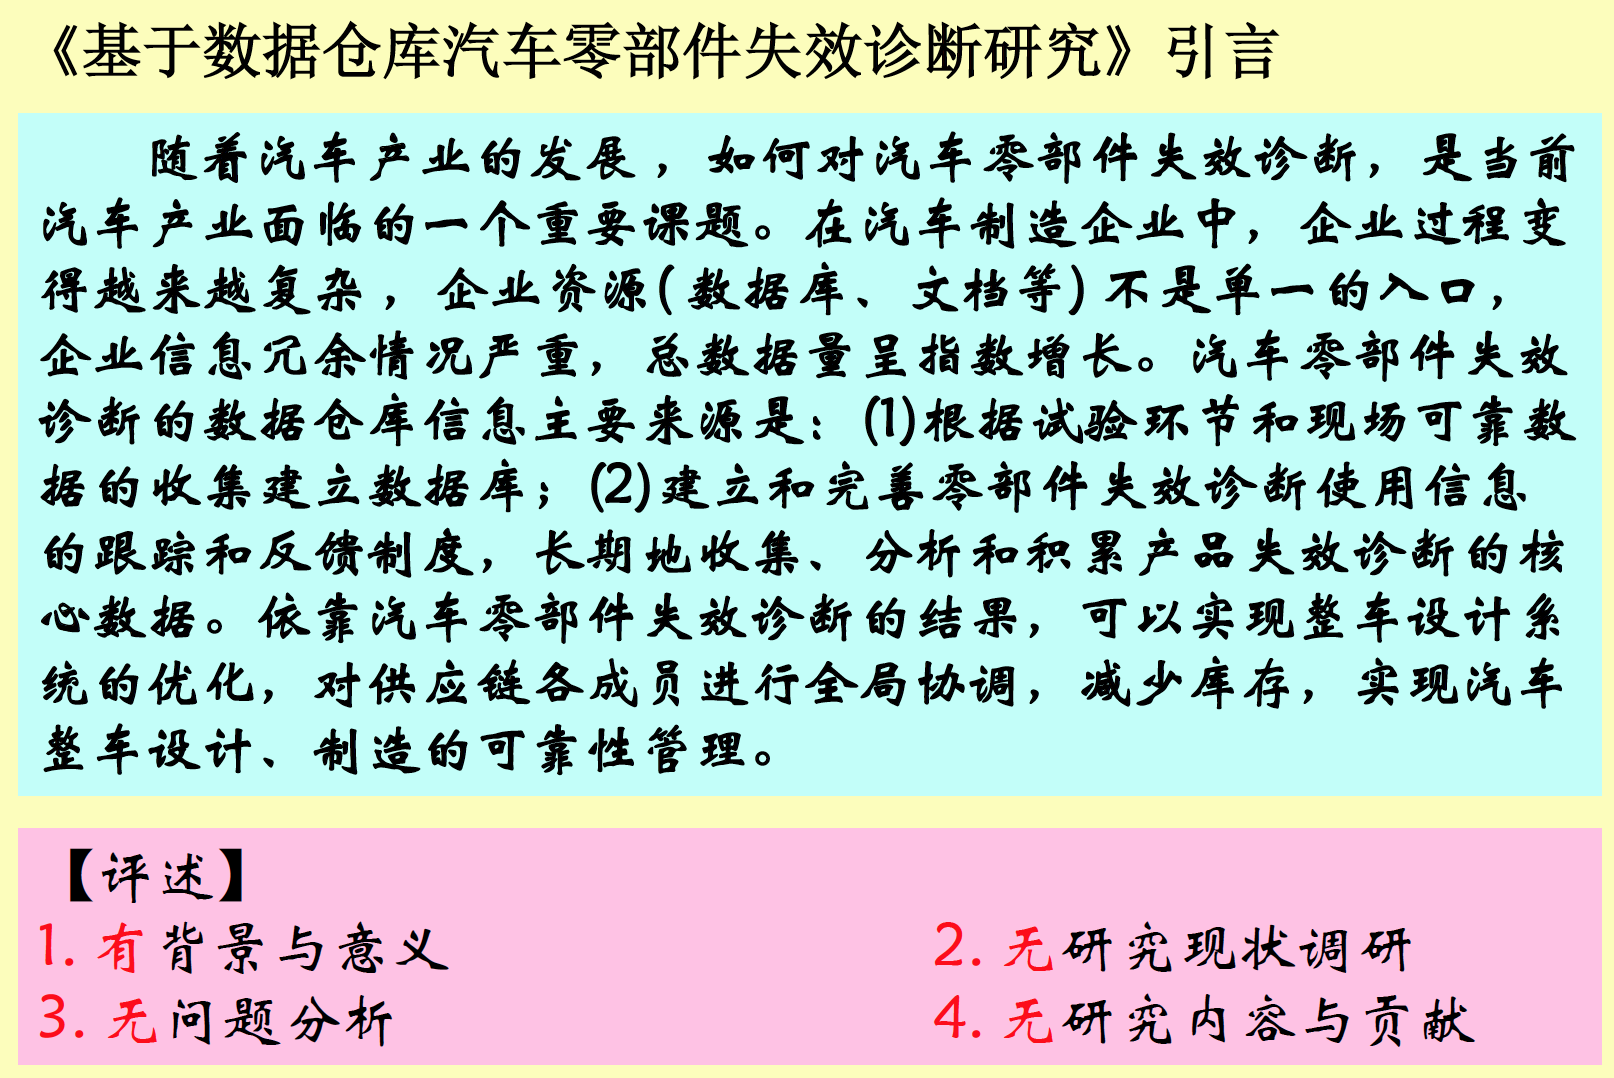 《基于数据仓库汽车零部件失效诊断研究》引言
随着汽车产业的发展，如何对汽车零部件失效诊断，是当前
汽车产业面临的一个重要课题。在汽车制造企业中，企业过程变
得越来越复杂，企业资源(数据库、文档等)不是单一的入口，
企业信息冗余情况严重，总数据量呈指数增长。汽车零部件失效
诊断的数据仓库信息主要来源是：(1)根据试验环节和现场可靠数
据的收集建立数据库；(2)建立和完善零部件失效诊断使用信息
的跟踪和反馈制度，长期地收集、分析和积累产品失效诊断的核
心数据。依靠汽车零部件失效诊断的结果，可以实现整车设计系
统的优化，对供应链各成员进行全局协调，减少库存，实现汽车
整车设计、制造的可靠性管理。
【评述】
1. 有背景与意义 2. 无研究现状调研
3. 无问题分析 4. 无研究内容与贡献